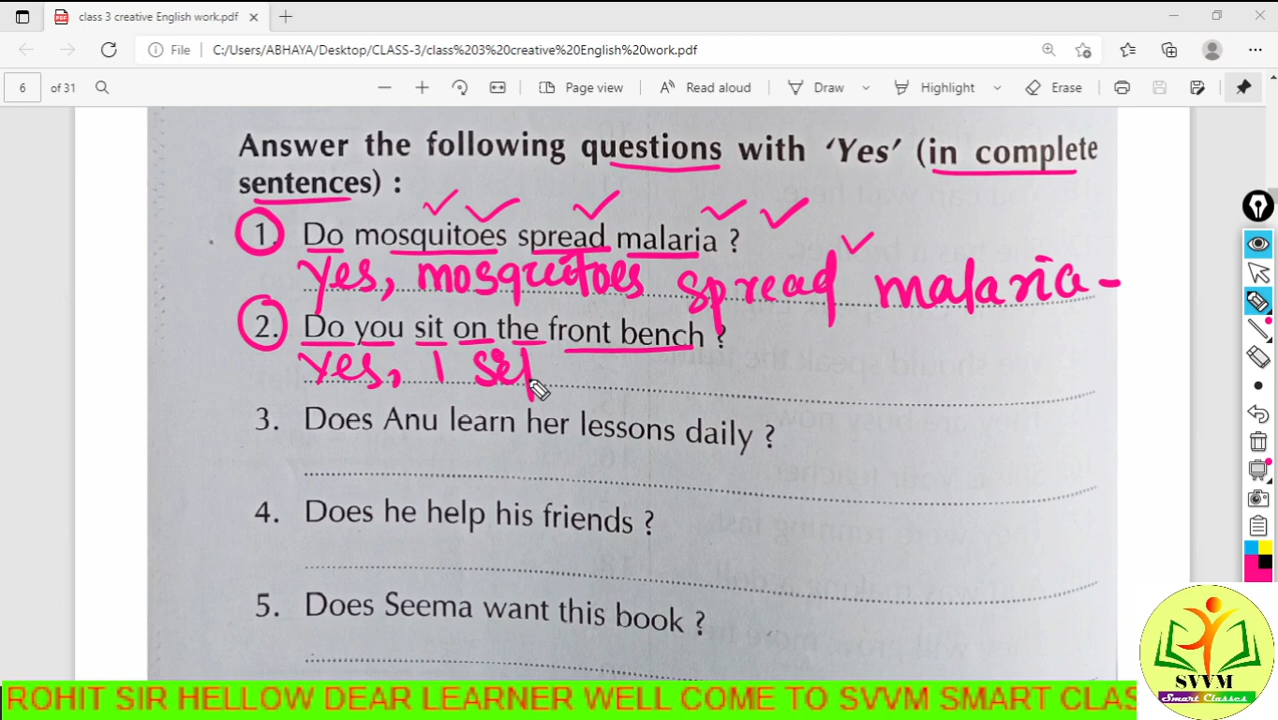 class 3 creative English work.pdf
File C:/Users/ABHAYA/Desktop/CLASS-3/class%203%20creative%20English%20work.pdf
6 of 31 Page view Read aloud Draw Highlight Erase
Answer the following questions with ‘Yes’ (in complete
sentences) :
1. Do mosquitoes spread malaria ?
Yes, mosquitoes spread malaria-
2. Do you sit on the front bench ?
Yes, I sit
3. Does Anu learn her lessons daily ?
4. Does he help his friends ?
5. Does Seema want this book ?
SVVM
Smart Classes
ROHIT SIR HELLOW DEAR LEARNER WELL COME TO SVVM SMART CLAS